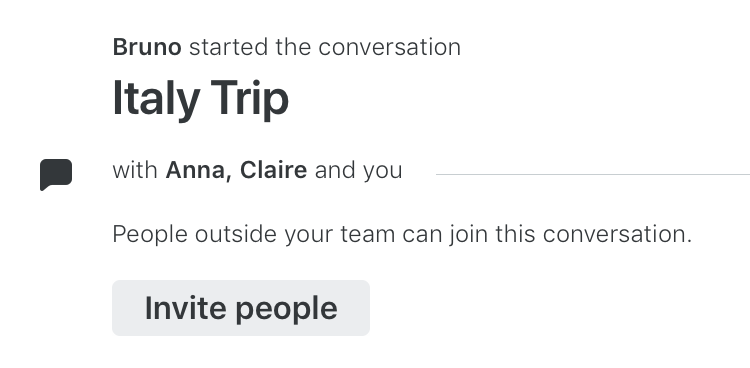 Bruno started the conversation
Italy Trip
with Anna, Claire and you
People outside your team can join this conversation.
Invite people